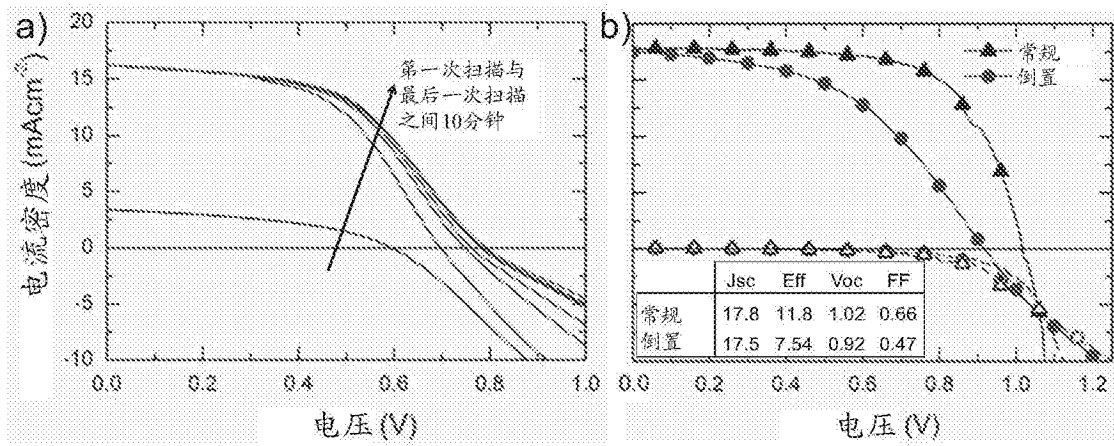 a)
20
15
10
5
0
-5
-10
电流密度 (mAcm⁻²)
第一次扫描与
最后一次扫描
之间10分钟
0.0 0.2 0.4 0.6 0.8 1.0
电压 (V)
b)
常规
倒置
Jsc Eff Voc FF
常规 17.8 11.8 1.02 0.66
倒置 17.5 7.54 0.92 0.47
0.0 0.2 0.4 0.6 0.8 1.0 1.2
电压 (V)